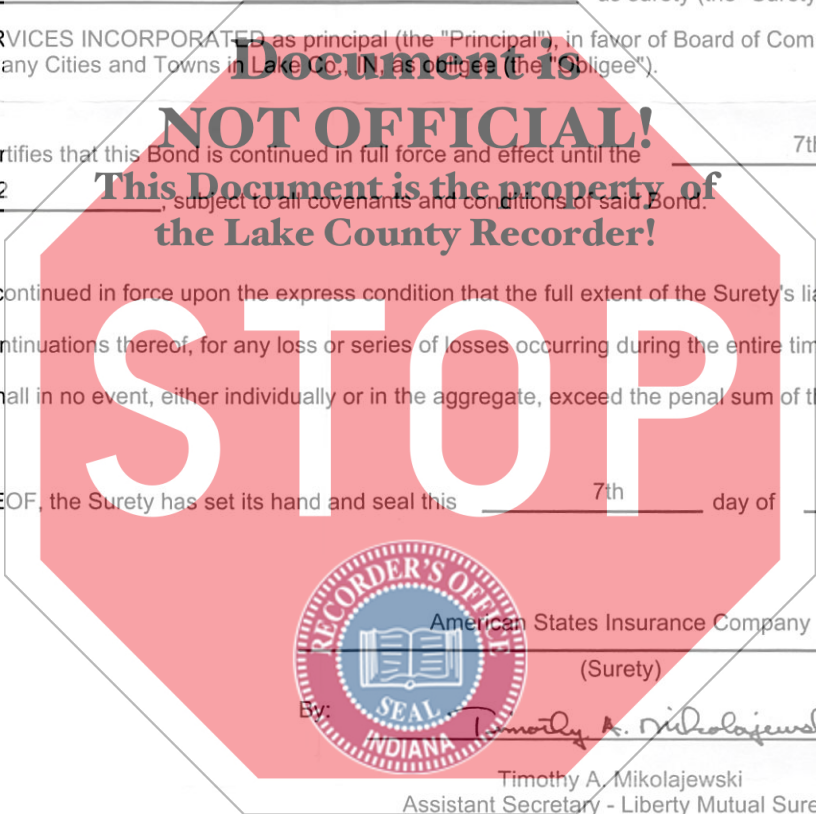 as surety (the "Surety
RVICES INCORPORATED as principal (the "Principal"), in favor of Board of Com
any Cities and Towns in Lake Co., IN, as obligee (the "Obligee").
Document is
NOT OFFICIAL!
rtifies that this Bond is continued in full force and effect until the 7th
This Document is the property of
2, subject to all covenants and conditions of said Bond.
the Lake County Recorder!
continued in force upon the express condition that the full extent of the Surety's lia
ntinuations thereof, for any loss or series of losses occurring during the entire tim
hall in no event, either individually or in the aggregate, exceed the penal sum of th
STOP
EOF, the Surety has set its hand and seal this 7th day of
RECORDER'S OFFICE
SEAL
INDIANA
American States Insurance Company
(Surety)
By: Timothy A. Mikolajewsk
Timothy A. Mikolajewski
Assistant Secretary - Liberty Mutual Sure